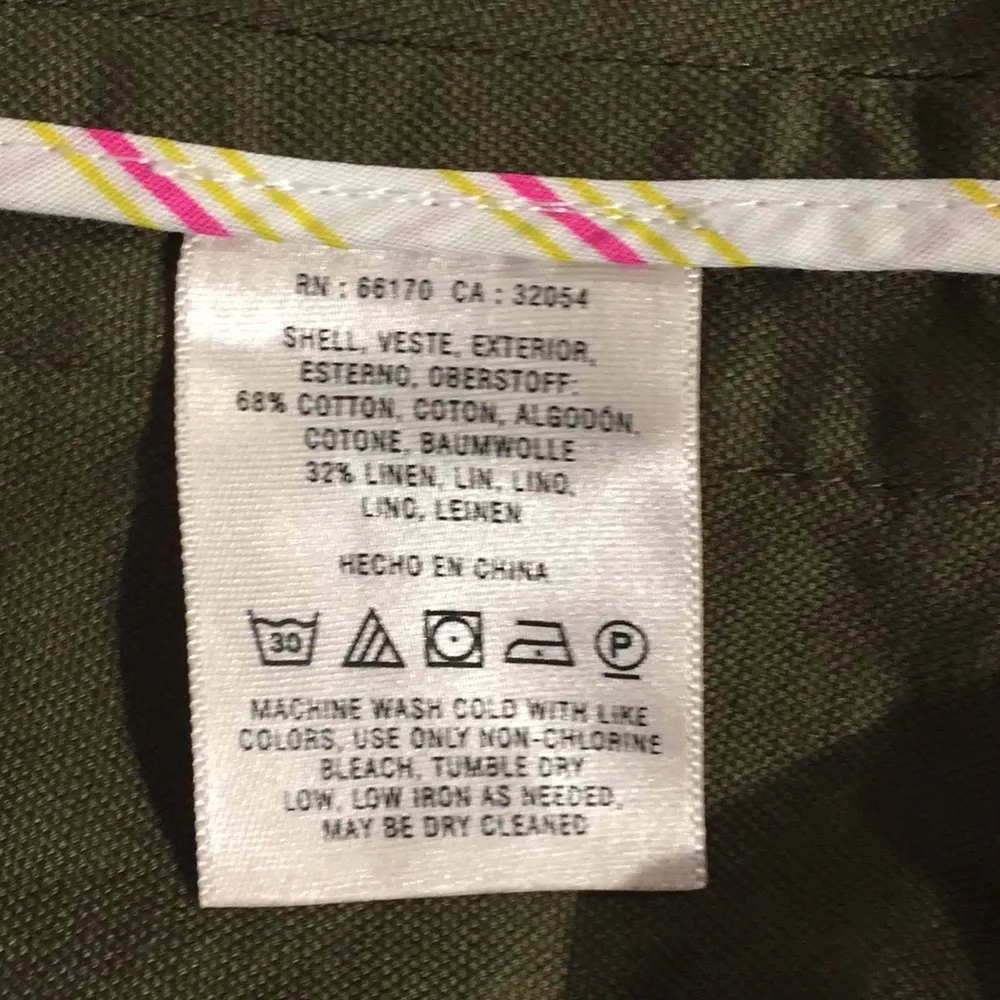 RN : 66170 CA : 32054
SHELL, VESTE, EXTERIOR,
ESTERNO, OBERSTOFF:
68% COTTON, COTON, ALGODÓN,
COTONE, BAUMWOLLE
32% LINEN, LIN, LINO,
LINO, LEINEN
HECHO EN CHINA
30 P
MACHINE WASH COLD WITH LIKE
COLORS, USE ONLY NON-CHLORINE
BLEACH, TUMBLE DRY
LOW, LOW IRON AS NEEDED,
MAY BE DRY CLEANED